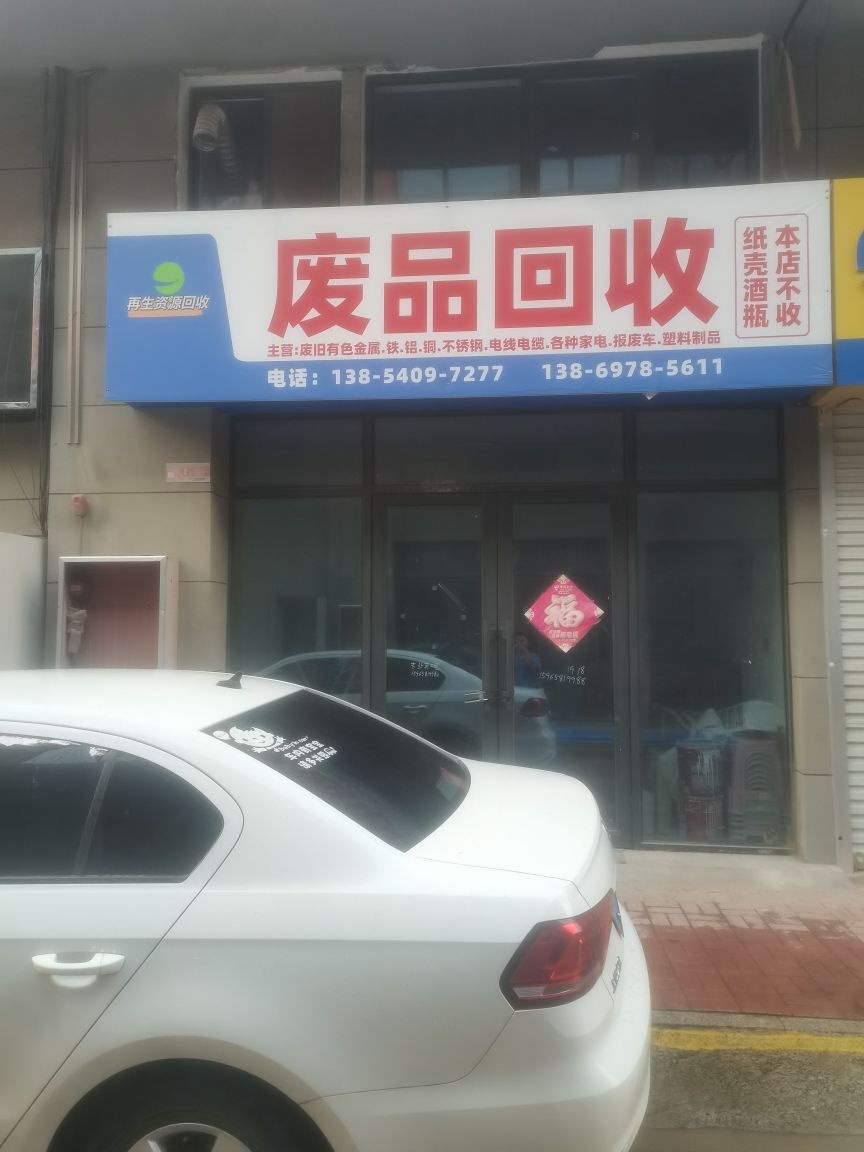 再生资源回收
废品回收
本店不收
纸壳酒瓶
主营:废旧有色金属.铁.铝.铜.不锈钢.电线电缆.各种家电.报废车.塑料制品
电话：138-5409-7277 138-6978-5611
福